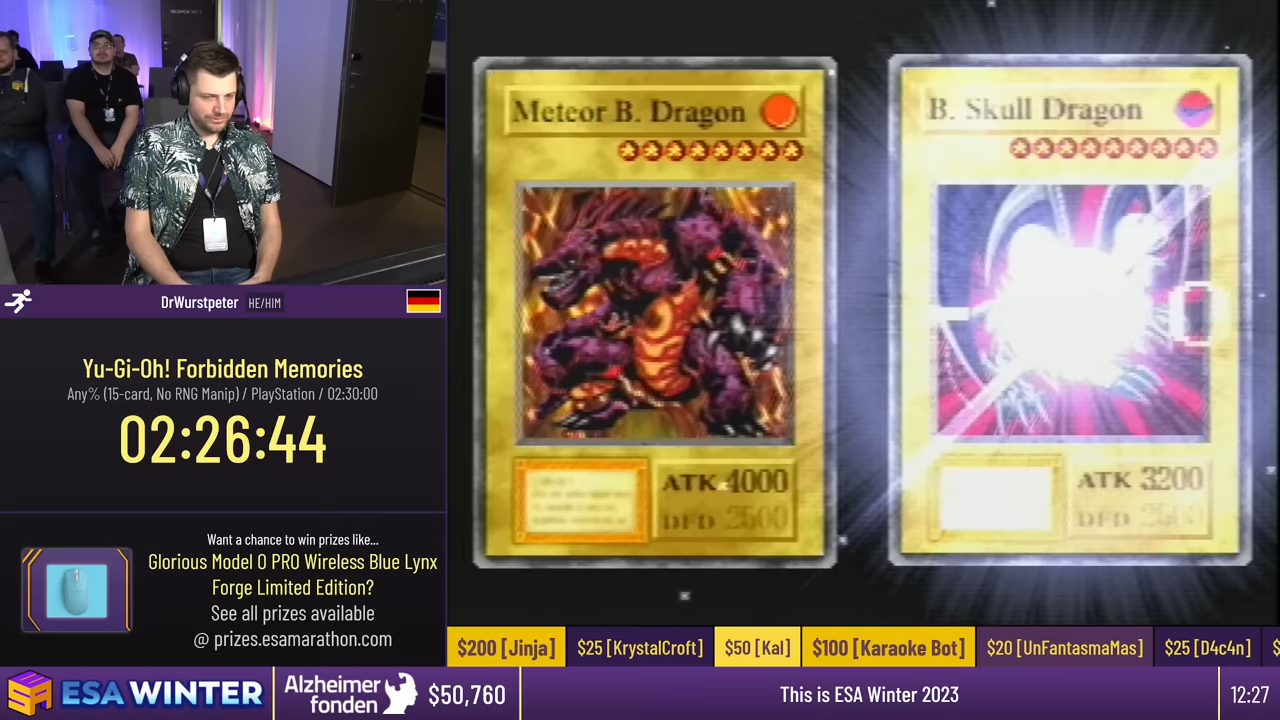 Meteor B. Dragon
ATK 4000
DFD 2500
B. Skull Dragon
ATK 3200
DFD 2500
DrWurstpeter HE/HIM
Yu-Gi-Oh! Forbidden Memories
Any% (15-card, No RNG Manip) / PlayStation / 02:30:00
02:26:44
Want a chance to win prizes like...
Glorious Model O PRO Wireless Blue Lynx
Forge Limited Edition?
See all prizes available
@ prizes.esamarathon.com
$200 [Jinja] $25 [KrystalCroft] $50 [Kal] $100 [Karaoke Bot] $20 [UnFantasmaMas] $25 [D4c4n] $
ESA WINTER
Alzheimer
fonden
$50,760
This is ESA Winter 2023
12:27